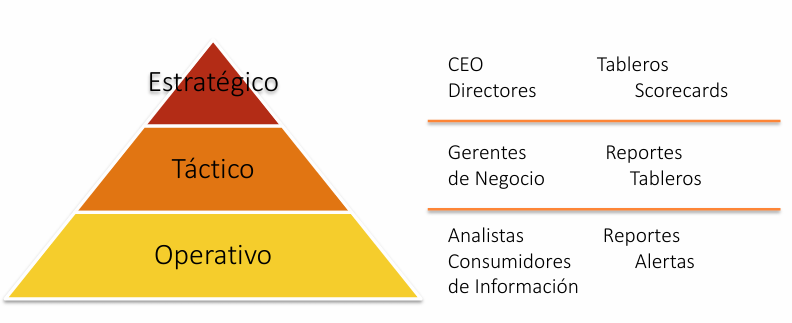 Estratégico
CEO Tableros
Directores Scorecards
Táctico
Gerentes Reportes
de Negocio Tableros
Operativo
Analistas Reportes
Consumidores Alertas
de Información